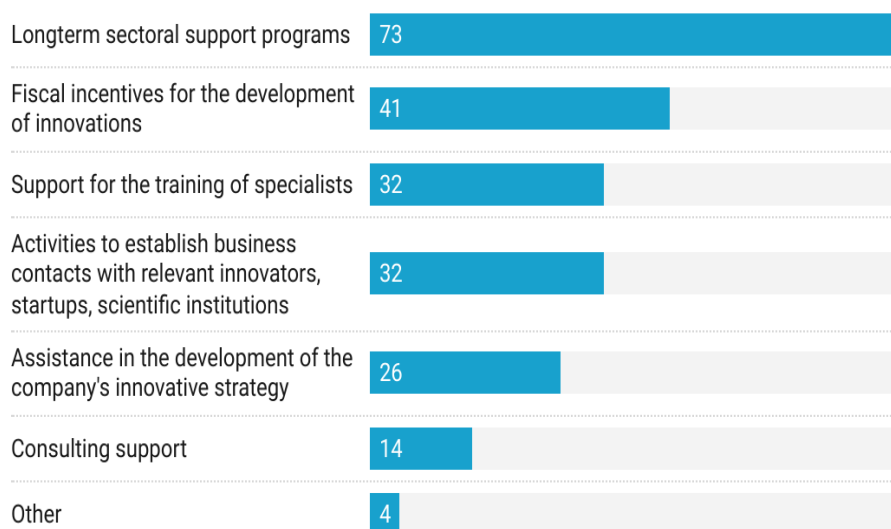 Longterm sectoral support programs 73
Fiscal incentives for the development
of innovations 41
Support for the training of specialists 32
Activities to establish business
contacts with relevant innovators,
startups, scientific institutions 32
Assistance in the development of the
company's innovative strategy 26
Consulting support 14
Other 4